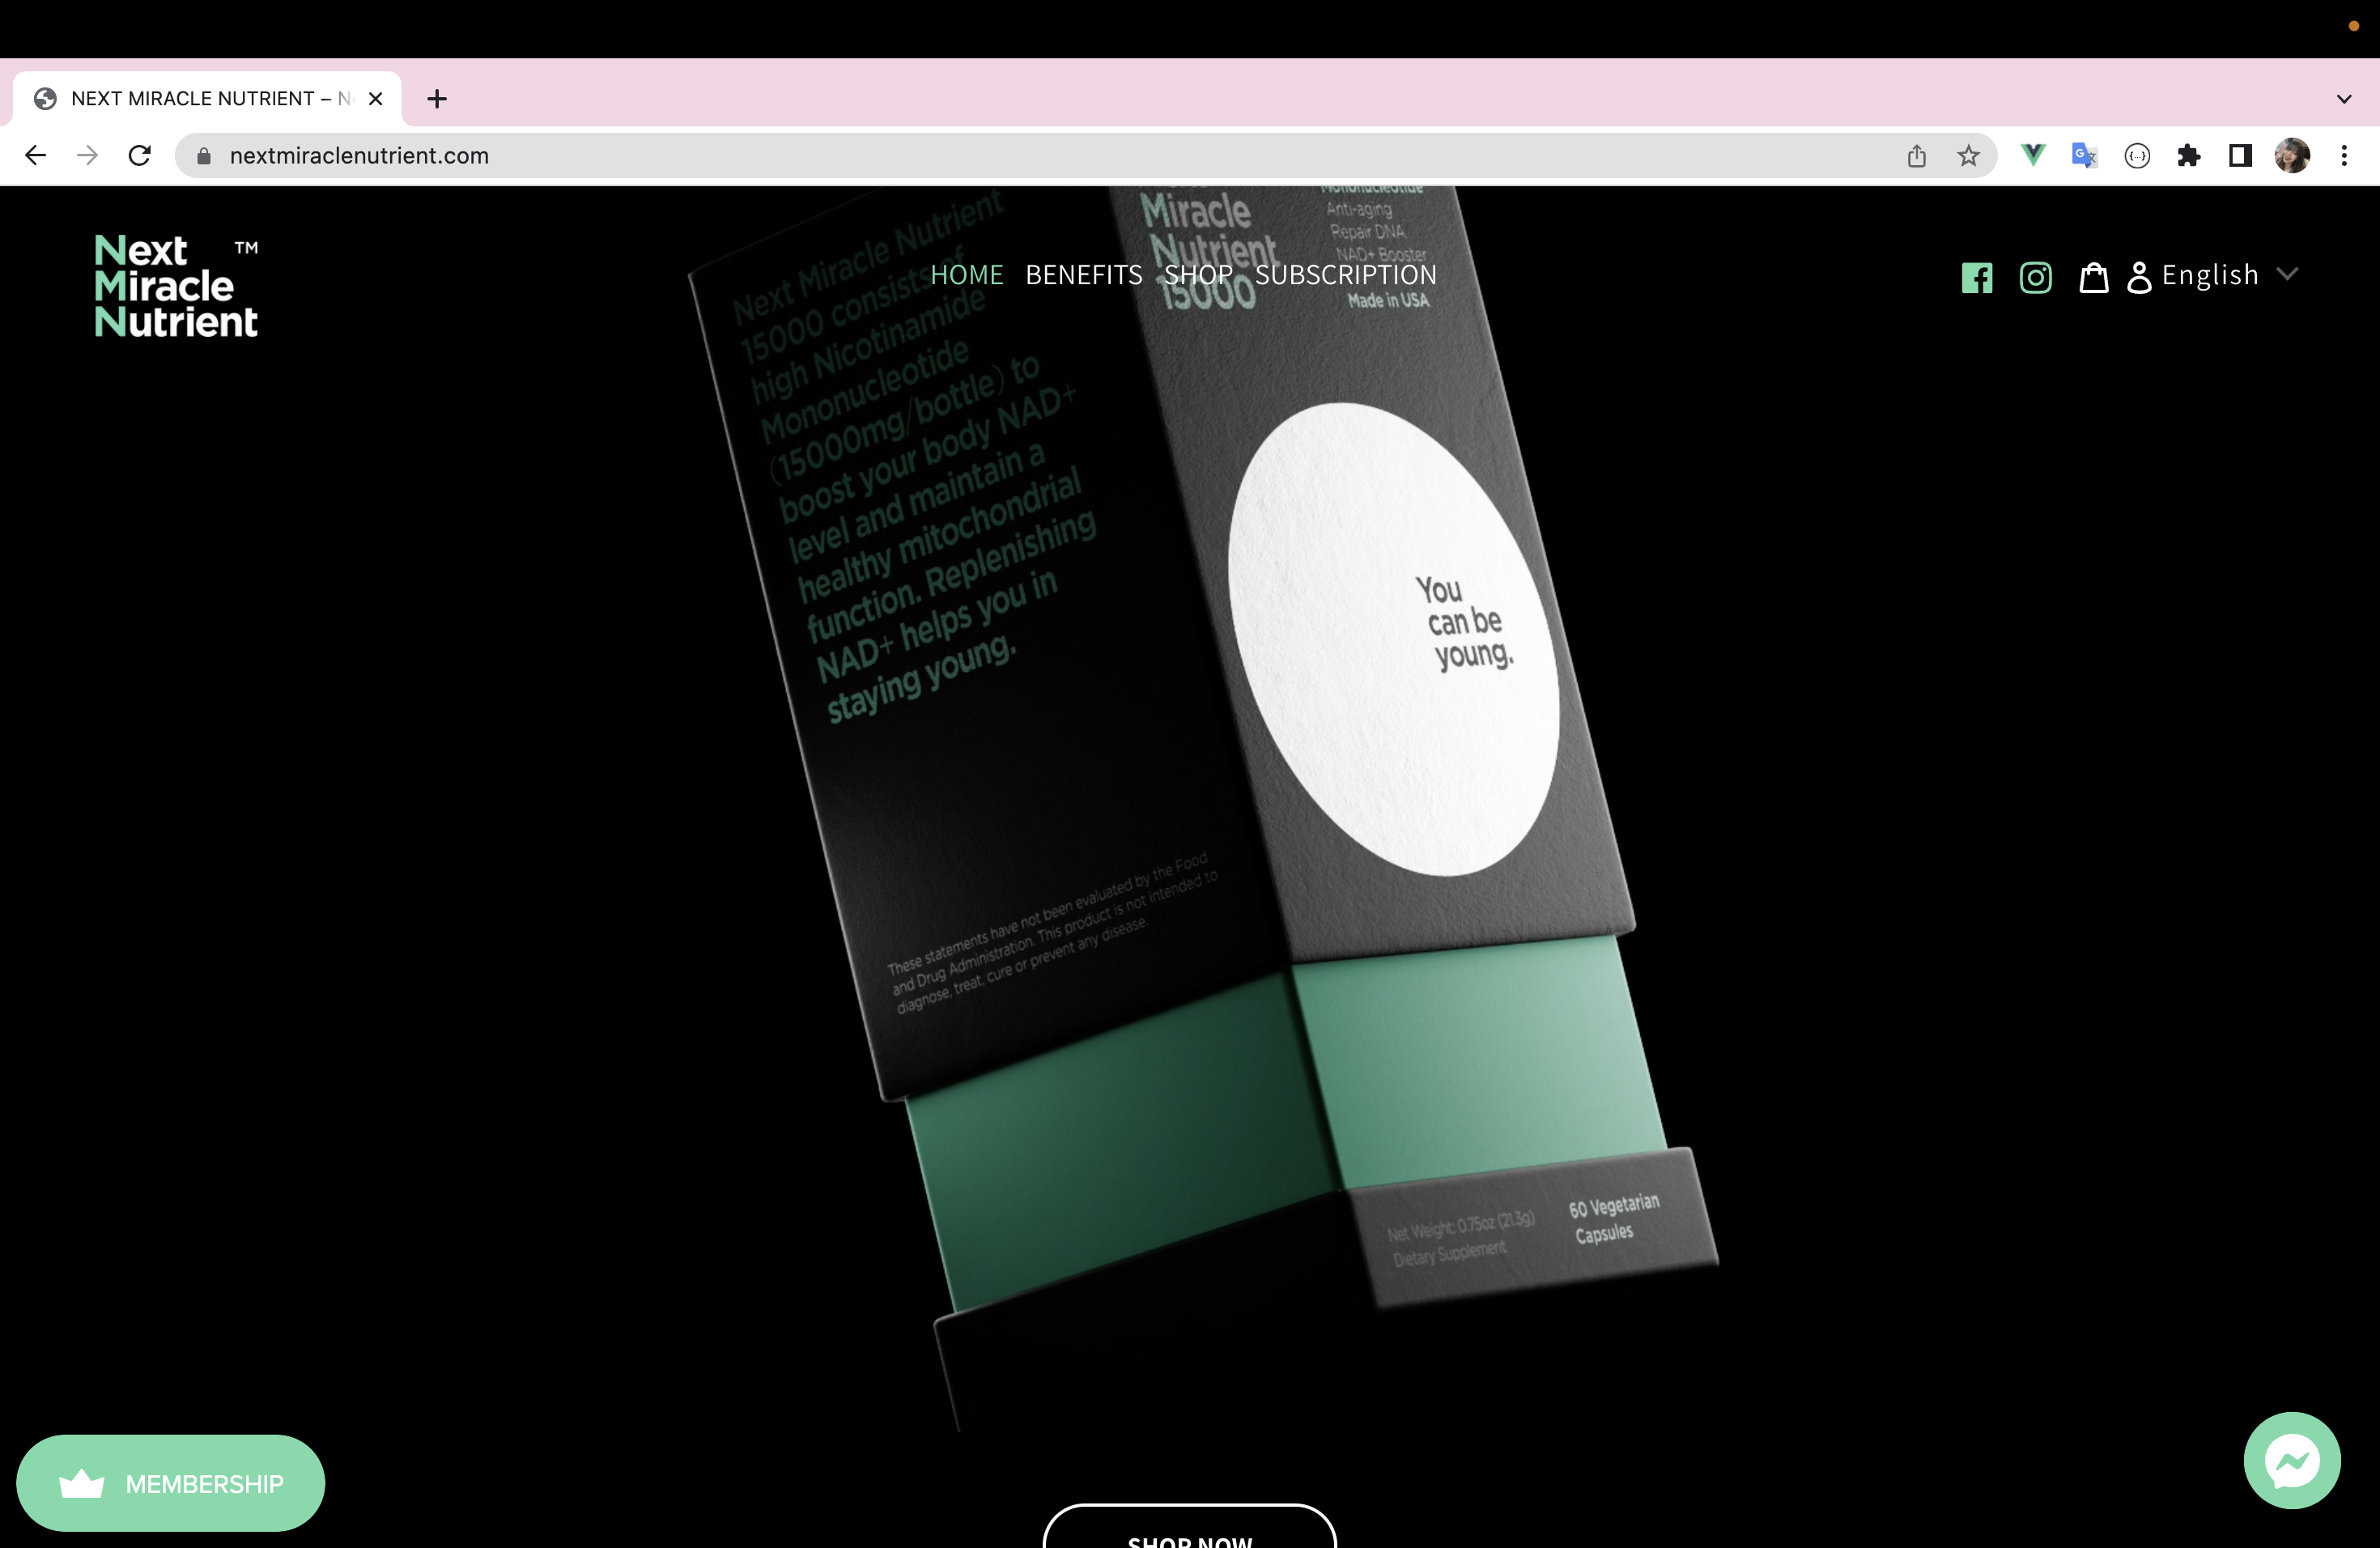 NEXT MIRACLE NUTRIENT –
nextmiraclenutrient.com
Next TM
Miracle
Nutrient
HOME BENEFITS SHOP SUBSCRIPTION
English
Next Miracle Nutrient
15000 consists of
high Nicotinamide
Mononucleotide
(15000mg/bottle) to
boost your body NAD+
level and maintain a
healthy mitochondrial
function. Replenishing
NAD+ helps you in
staying young.
These statements have not been evaluated by the Food
and Drug Administration. This product is not intended to
diagnose, treat, cure or prevent any disease.
Miracle
Nutrient
15000
Mononucleotide
Anti-aging
Repair DNA
NAD+ Booster
Made in USA
You
can be
young.
Net Weight: 0.75oz (21.3g)
Dietary Supplement
60 Vegetarian
Capsules
MEMBERSHIP
SHOP NOW